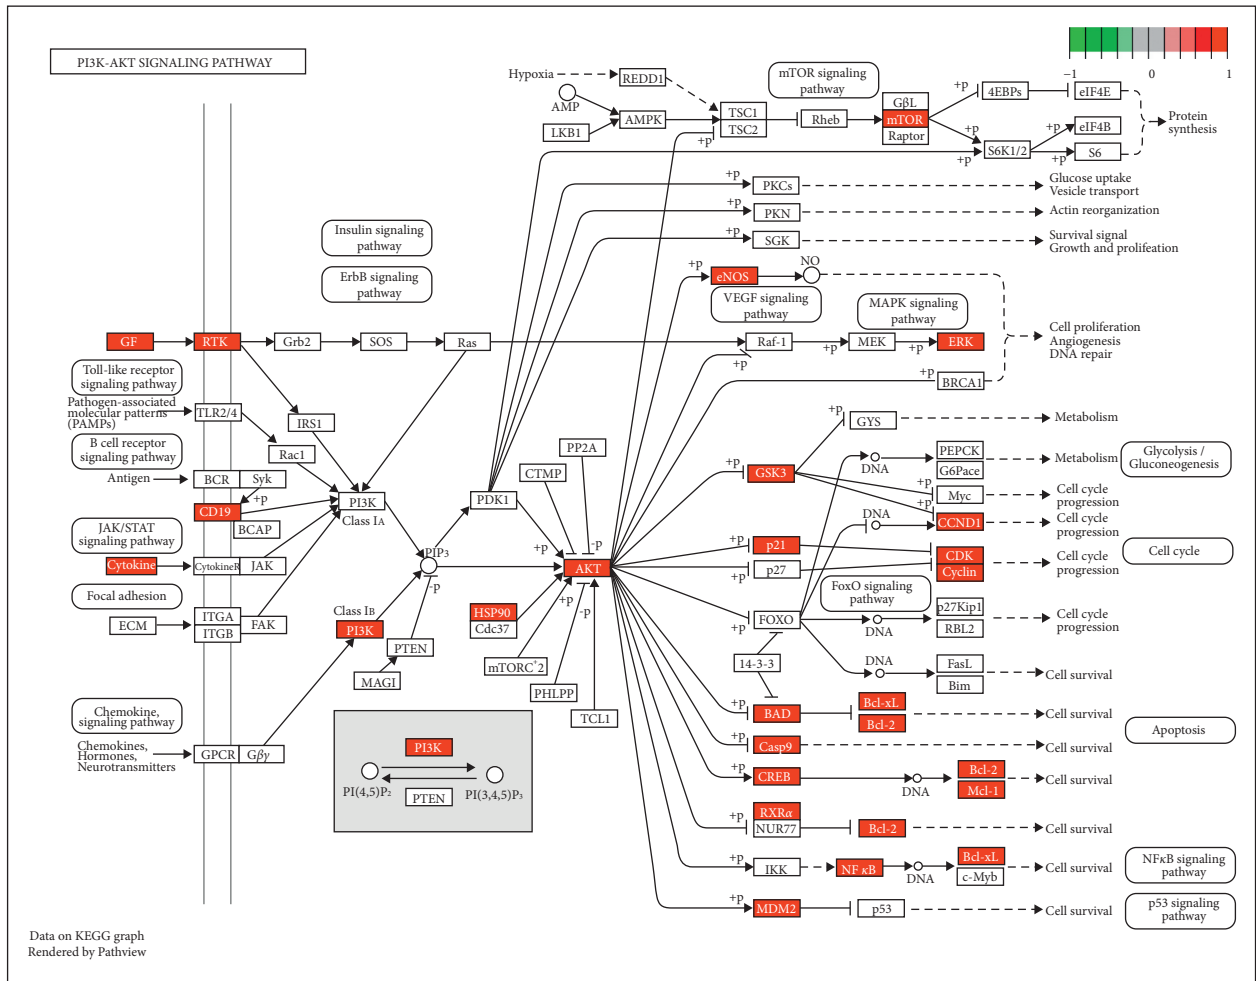 PI3K-AKT SIGNALING PATHWAY
−1 0 1
Hypoxia
REDD1
mTOR signaling
pathway
AMP
LKB1
AMPK
TSC1
TSC2
+p
Rheb
GβL
mTOR
Raptor
+p
4EBPs
eIF4E
+p
S6K1/2
+p
+p
eIF4B
+p
S6
Protein
synthesis
+p
PKCs
Glucose uptake
Vesicle transport
+p
PKN
Actin reorganization
+p
SGK
Survival signal
Growth and prolifeation
Insulin signaling
pathway
ErbB signaling
pathway
+p
eNOS
NO
VEGF signaling
pathway
MAPK signaling
pathway
GF
RTK
Grb2
SOS
Ras
Raf-1
+p
+p
MEK
+p
ERK
Cell proliferation
Angiogenesis
DNA repair
+p
BRCA1
Toll-like receptor
signaling pathway
Pathogen-associated
molecular patterns
(PAMPs)
TLR2/4
IRS1
Rac1
B cell receptor
signaling pathway
Antigen
BCR
Syk
+p
CD19
BCAP
PI3K
Class IA
JAK/STAT
signaling pathway
Cytokine
CytokineR
JAK
Focal adhesion
ECM
ITGA
ITGB
FAK
Chemokine,
signaling pathway
Chemokines,
Hormones,
Neurotransmitters
GPCR
Gβγ
PIP3
-p
Class IB
PI3K
PTEN
MAGI
PDK1
CTMP
PP2A
+p
-p
AKT
HSP90
Cdc37
+p
-p
mTORC*2
PHLPP
TCL1
PI3K
PI(4,5)P2
PTEN
PI(3,4,5)P3
+p
GYS
Metabolism
+p
GSK3
DNA
PEPCK
G6Pace
Metabolism
Glycolysis /
Gluconeogenesis
+p
Myc
Cell cycle
progression
+p
DNA
CCND1
Cell cycle
progression
+p
p21
+p
p27
CDK
Cyclin
Cell cycle
progression
Cell cycle
FoxO signaling
pathway
+p
FOXO
DNA
p27Kip1
RBL2
Cell cycle
progression
14-3-3
DNA
FasL
Bim
Cell survival
+p
BAD
Bcl-xL
Bcl-2
Cell survival
Apoptosis
+p
Casp9
Cell survival
+p
CREB
DNA
Bcl-2
Mcl-1
Cell survival
+p
RXRα
NUR77
Bcl-2
Cell survival
+p
IKK
NF κB
DNA
Bcl-xL
c-Myb
Cell survival
NFκB signaling
pathway
+p
MDM2
p53
Cell survival
p53 signaling
pathway
Data on KEGG graph
Rendered by Pathview